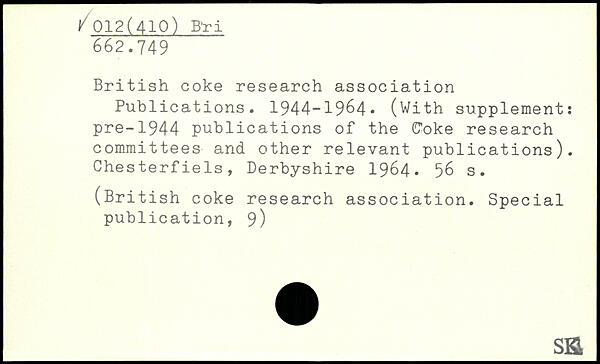 √ 012(410) Bri
662.749
British coke research association
Publications. 1944-1964. (With supplement:
pre-1944 publications of the Coke research
committees and other relevant publications).
Chesterfiels, Derbyshire 1964. 56 s.
(British coke research association. Special
publication, 9)
SK